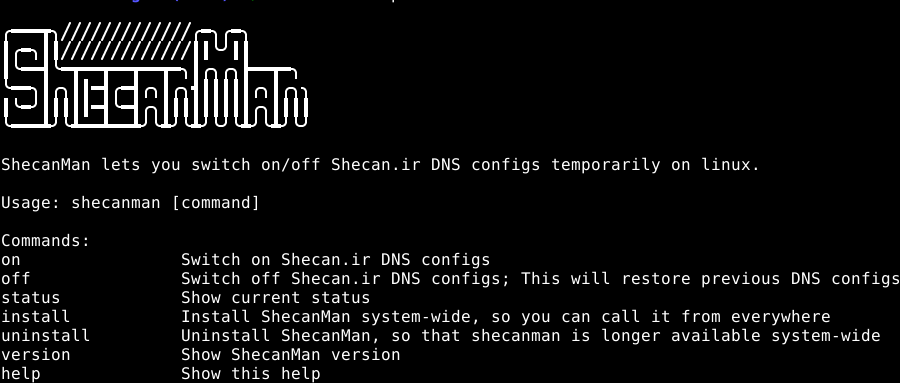 ShecanMan
ShecanMan lets you switch on/off Shecan.ir DNS configs temporarily on linux.
Usage: shecanman [command]
Commands:
on Switch on Shecan.ir DNS configs
off Switch off Shecan.ir DNS configs; This will restore previous DNS configs
status Show current status
install Install ShecanMan system-wide, so you can call it from everywhere
uninstall Uninstall ShecanMan, so that shecanman is longer available system-wide
version Show ShecanMan version
help Show this help